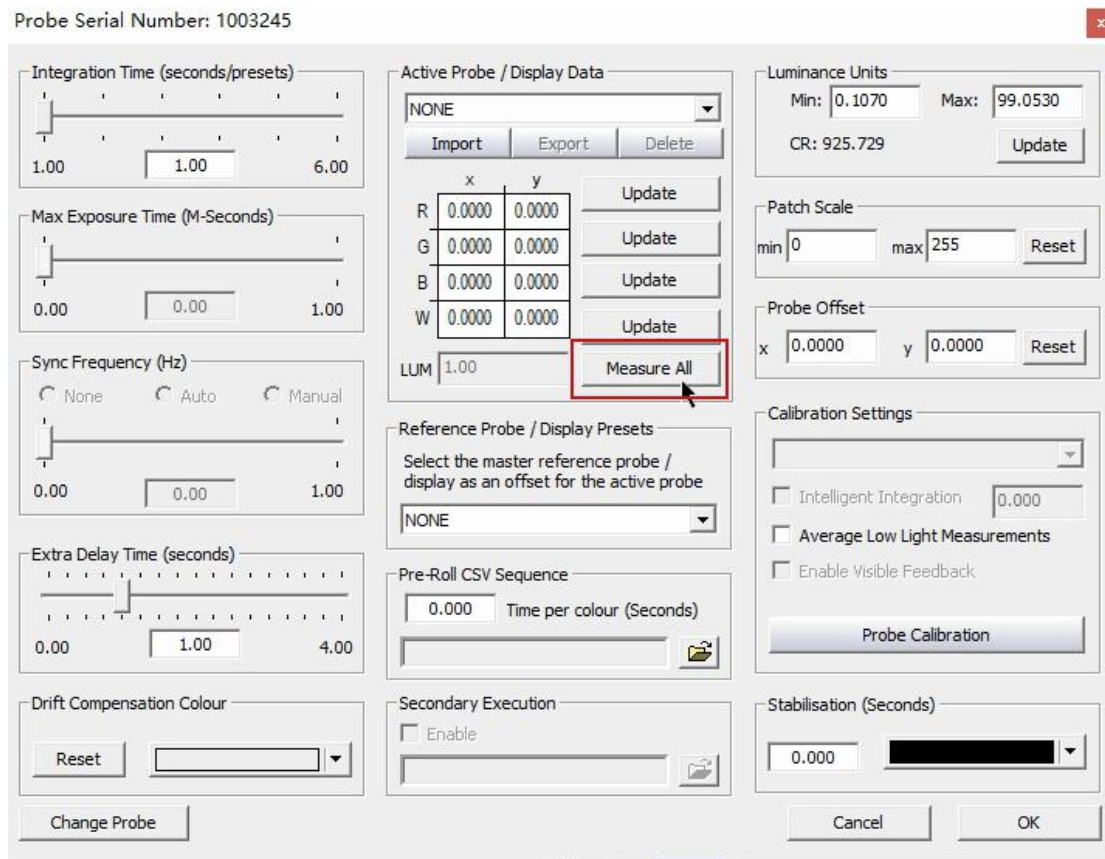 Probe Serial Number: 1003245
x
Integration Time (seconds/presets)
1.00 1.00 6.00
Max Exposure Time (M-Seconds)
0.00 0.00 1.00
Sync Frequency (Hz)
None Auto Manual
0.00 0.00 1.00
Extra Delay Time (seconds)
0.00 1.00 4.00
Drift Compensation Colour
Reset
Change Probe
Active Probe / Display Data
NONE
Import Export Delete
x y
R 0.0000 0.0000 Update
G 0.0000 0.0000 Update
B 0.0000 0.0000 Update
W 0.0000 0.0000 Update
LUM 1.00 Measure All
Reference Probe / Display Presets
Select the master reference probe /
display as an offset for the active probe
NONE
Pre-Roll CSV Sequence
0.000 Time per colour (Seconds)
Secondary Execution
Enable
Luminance Units
Min: 0.1070 Max: 99.0530
CR: 925.729 Update
Patch Scale
min 0 max 255 Reset
Probe Offset
x 0.0000 y 0.0000 Reset
Calibration Settings
Intelligent Integration 0.000
Average Low Light Measurements
Enable Visible Feedback
Probe Calibration
Stabilisation (Seconds)
0.000
Cancel OK